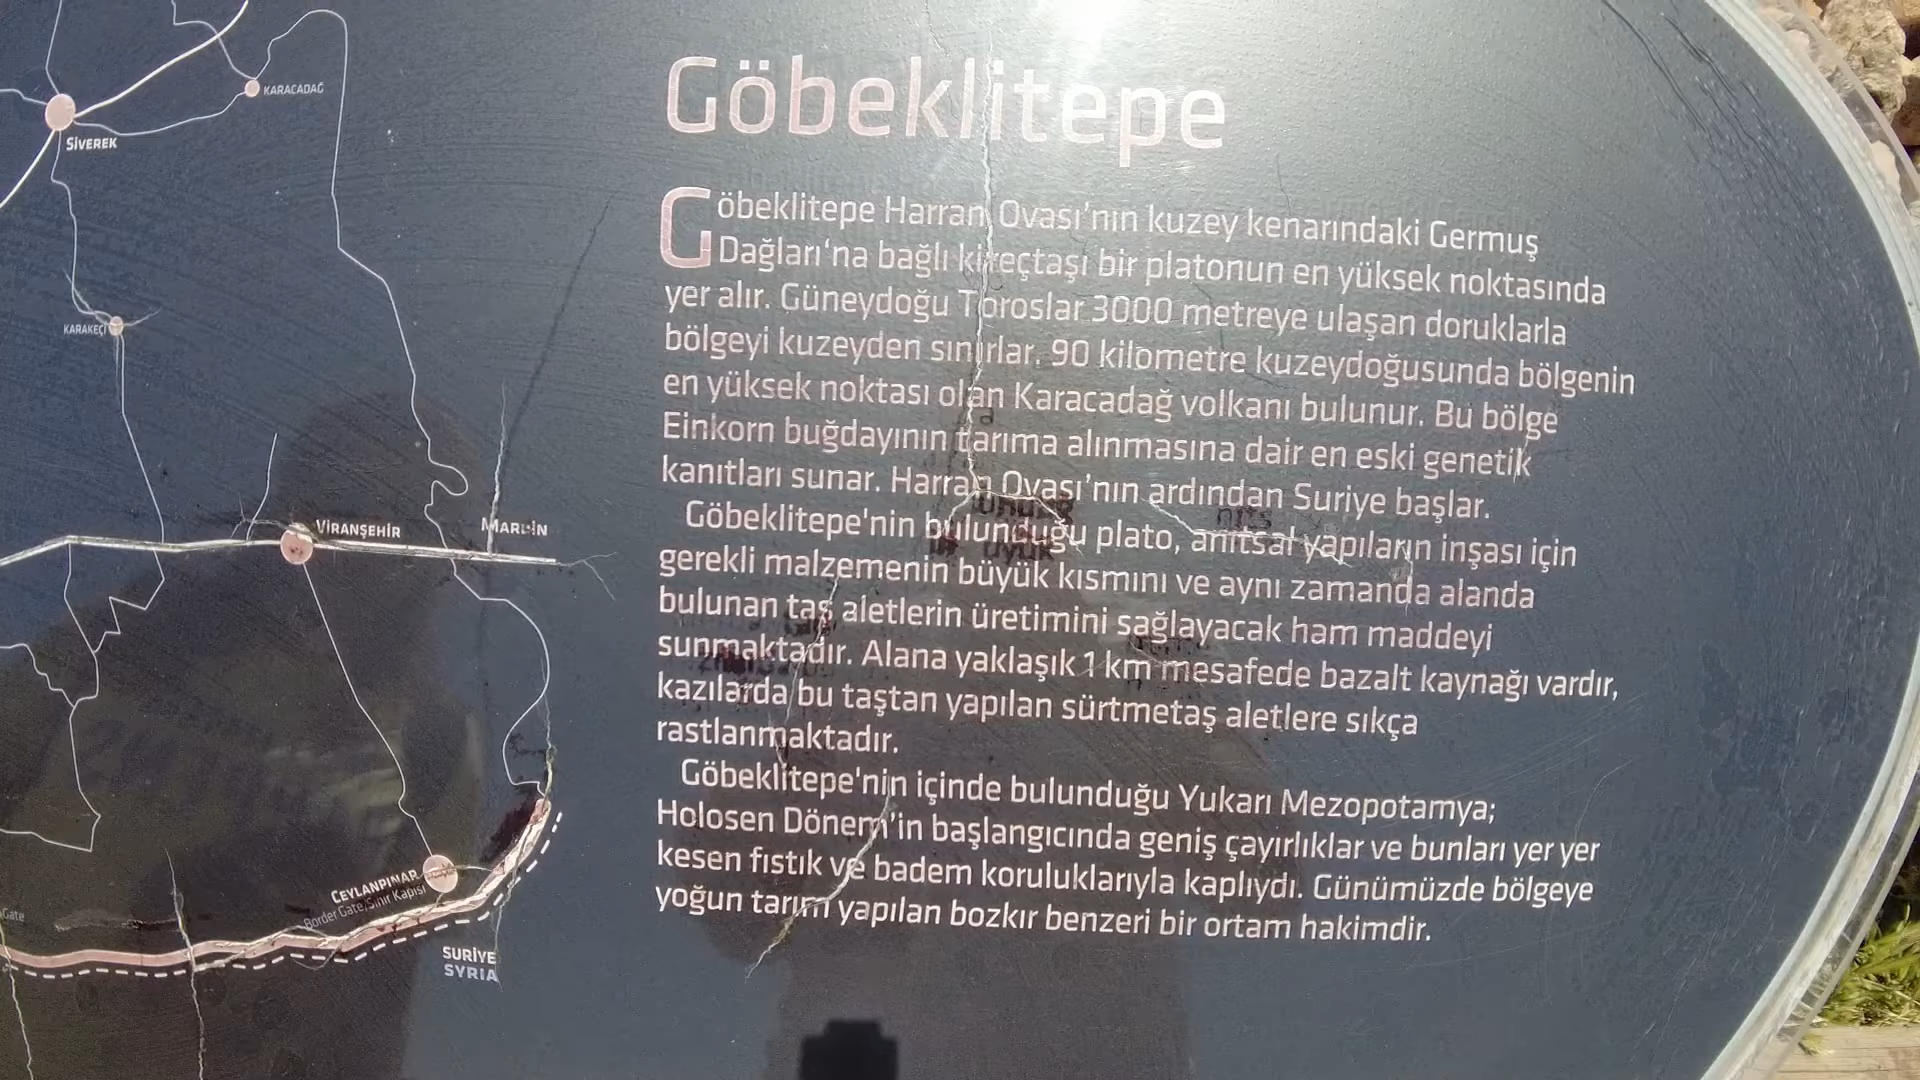 KARACADAĞ
SİVEREK
KARAKEÇİ
VİRANŞEHİR
MARDİN
CEYLANPINAR
Border Gate/Sınır Kapısı
Gate
SURİYE
SYRIA
Göbeklitepe
Göbeklitepe Harran Ovası'nın kuzey kenarındaki Germuş
Dağları'na bağlı kireçtaşı bir platonun en yüksek noktasında
yer alır. Güneydoğu Toroslar 3000 metreye ulaşan doruklarla
bölgeyi kuzeyden sınırlar. 90 kilometre kuzeydoğusunda bölgenin
en yüksek noktası olan Karacadağ volkanı bulunur. Bu bölge
Einkorn buğdayının tarıma alınmasına dair en eski genetik
kanıtları sunar. Harran Ovası'nın ardından Suriye başlar.
Göbeklitepe'nin bulunduğu plato, anıtsal yapıların inşası için
gerekli malzemenin büyük kısmını ve aynı zamanda alanda
bulunan taş aletlerin üretimini sağlayacak ham maddeyi
sunmaktadır. Alana yaklaşık 1 km mesafede bazalt kaynağı vardır,
kazılarda bu taştan yapılan sürtmetaş aletlere sıkça
rastlanmaktadır.
Göbeklitepe'nin içinde bulunduğu Yukarı Mezopotamya;
Holosen Dönem'in başlangıcında geniş çayırlıklar ve bunları yer yer
kesen fıstık ve badem koruluklarıyla kaplıydı. Günümüzde bölgeye
yoğun tarım yapılan bozkır benzeri bir ortam hakimdir.